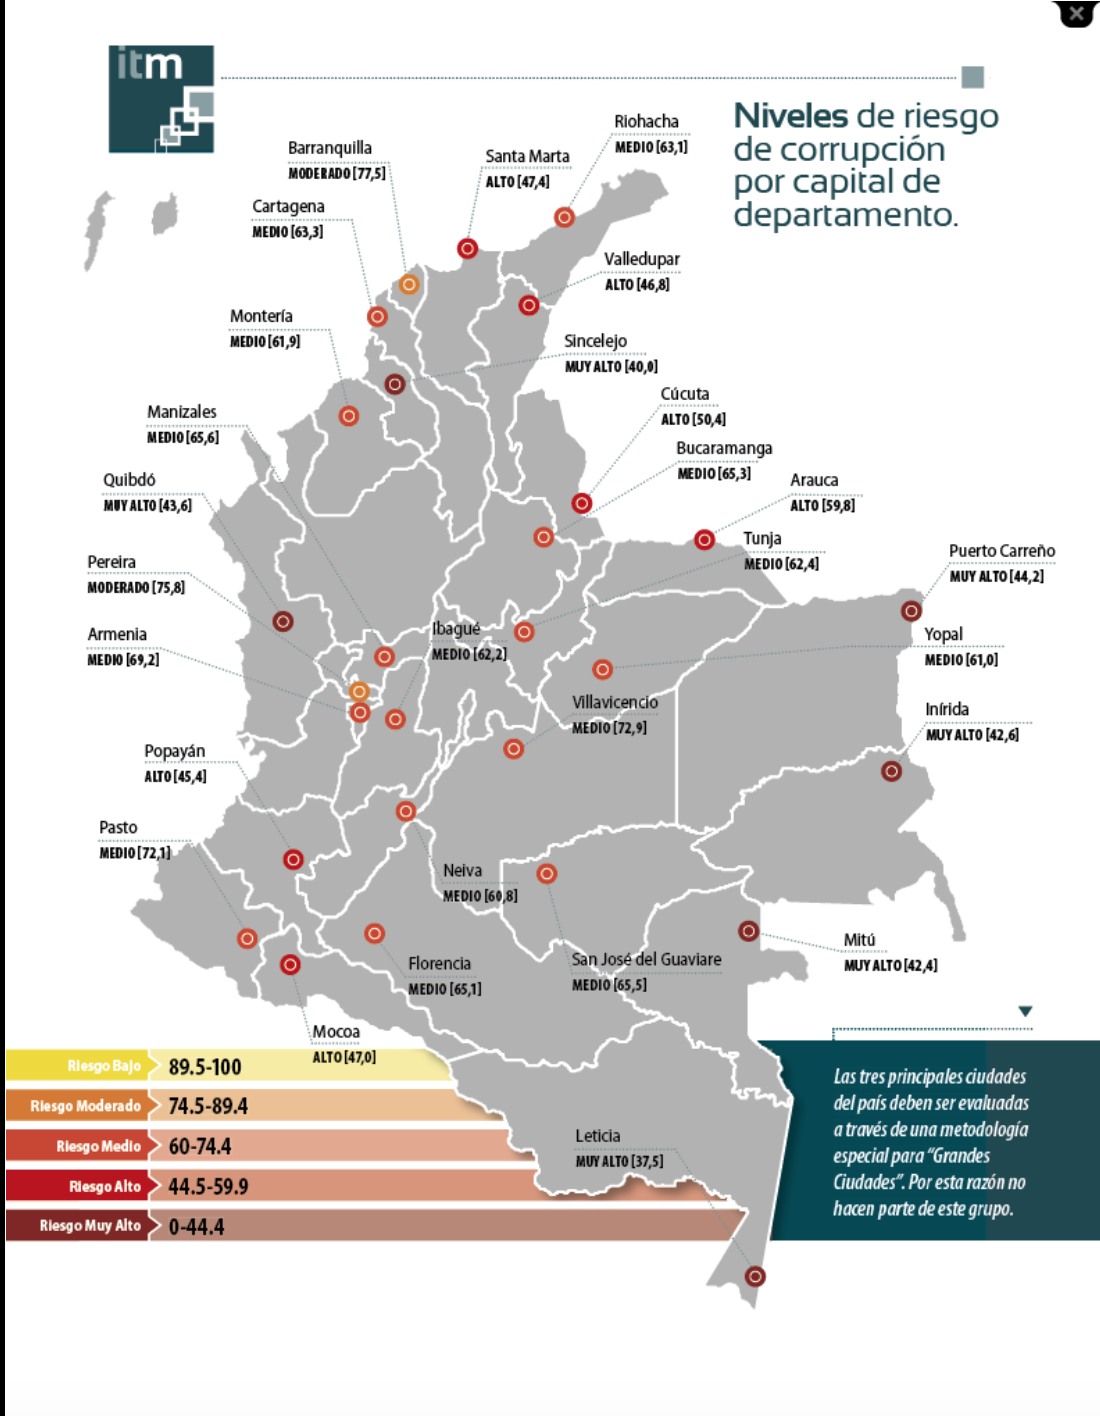 itm
Niveles de riesgo
de corrupción
por capital de
departamento.
Riohacha
MEDIO [63,1]
Barranquilla
MODERADO [77,5]
Santa Marta
ALTO [47,4]
Cartagena
MEDIO [63,3]
Valledupar
ALTO [46,8]
Montería
MEDIO [61,9]
Sincelejo
MUY ALTO [40,0]
Cúcuta
ALTO [50,4]
Manizales
MEDIO [65,6]
Bucaramanga
MEDIO [65,3]
Quibdó
MUY ALTO [43,6]
Arauca
ALTO [59,8]
Tunja
MEDIO [62,4]
Puerto Carreño
MUY ALTO [44,2]
Pereira
MODERADO [75,8]
Armenia
MEDIO [69,2]
Ibagué
MEDIO [62,2]
Yopal
MEDIO [61,0]
Villavicencio
MEDIO [72,9]
Inírida
MUY ALTO [42,6]
Popayán
ALTO [45,4]
Pasto
MEDIO [72,1]
Neiva
MEDIO [60,8]
Mitú
MUY ALTO [42,4]
Florencia
MEDIO [65,1]
San José del Guaviare
MEDIO [65,5]
Mocoa
ALTO [47,0]
Riesgo Bajo 89.5-100
Riesgo Moderado 74.5-89.4
Riesgo Medio 60-74.4
Riesgo Alto 44.5-59.9
Riesgo Muy Alto 0-44.4
Leticia
MUY ALTO [37,5]
Las tres principales ciudades
del país deben ser evaluadas
a través de una metodología
especial para “Grandes
Ciudades”. Por esta razón no
hacen parte de este grupo.